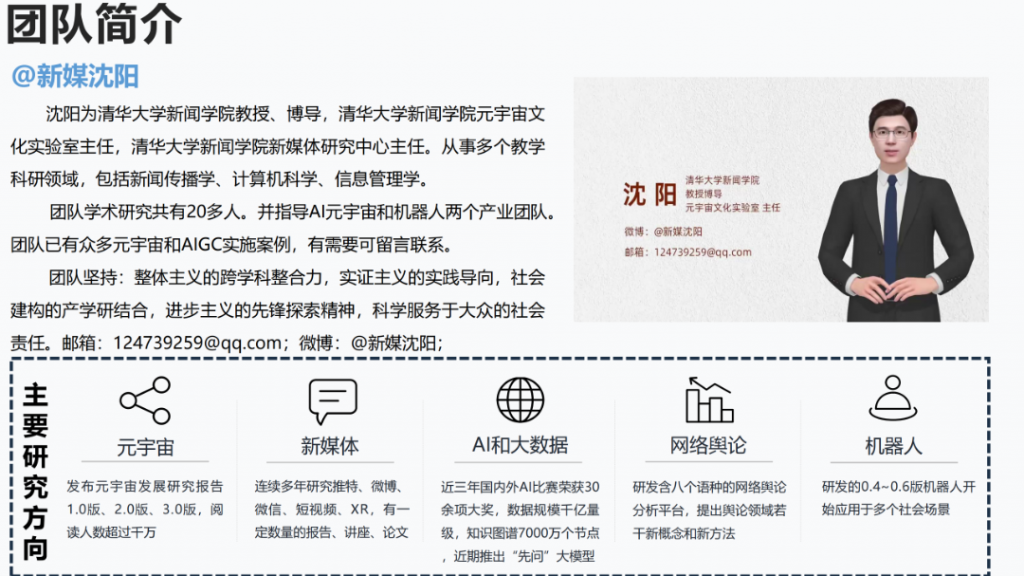 团队简介
@新媒沈阳
沈阳为清华大学新闻学院教授、博导，清华大学新闻学院元宇宙文
化实验室主任，清华大学新闻学院新媒体研究中心主任。从事多个教学
科研领域，包括新闻传播学、计算机科学、信息管理学。
团队学术研究共有20多人。并指导AI元宇宙和机器人两个产业团队。
团队已有众多元宇宙和AIGC实施案例，有需要可留言联系。
团队坚持：整体主义的跨学科整合力，实证主义的实践导向，社会
建构的产学研结合，进步主义的先锋探索精神，科学服务于大众的社会
责任。邮箱：124739259@qq.com；微博：@新媒沈阳；
沈 阳
清华大学新闻学院
教授博导
元宇宙文化实验室 主任
微博：@新媒沈阳
邮箱：124739259@qq.com
主要研究方向
元宇宙
发布元宇宙发展研究报告
1.0版、2.0版、3.0版，阅
读人数超过千万
新媒体
连续多年研究推特、微博、
微信、短视频、XR，有一
定数量的报告、讲座、论文
AI和大数据
近三年国内外AI比赛荣获30
余项大奖，数据规模千亿量
级，知识图谱7000万个节点
，近期推出“先问”大模型
网络舆论
研发含八个语种的网络舆论
分析平台，提出舆论领域若
干新概念和新方法
机器人
研发的0.4~0.6版机器人开
始应用于多个社会场景